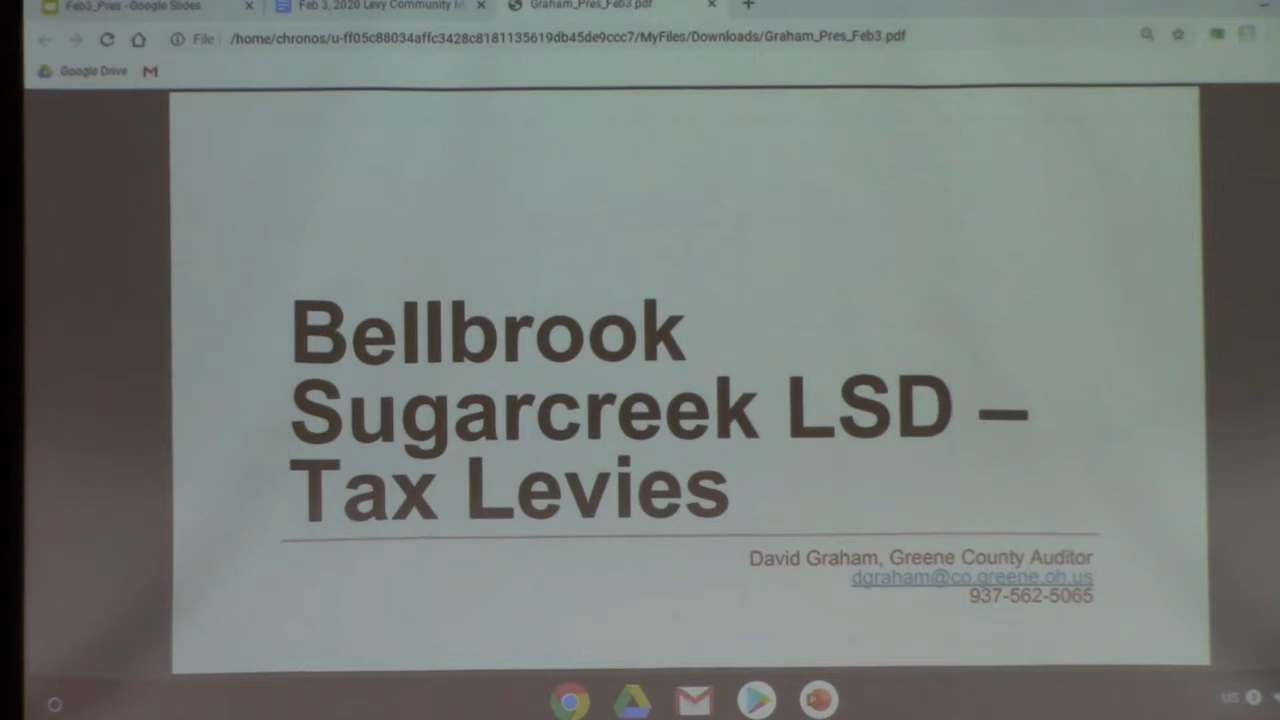 Feb3_Pres - Google Slides
Feb 3, 2020 Levy Community
Graham_Pres_Feb3.pdf
File /home/chronos/u-ff05c88034affc3428c8181135619db45de9ccc7/MyFiles/Downloads/Graham_Pres_Feb3.pdf
Google Drive
Bellbrook
Sugarcreek LSD –
Tax Levies
David Graham, Greene County Auditor
dgraham@co.greene.oh.us
937-562-5065
US